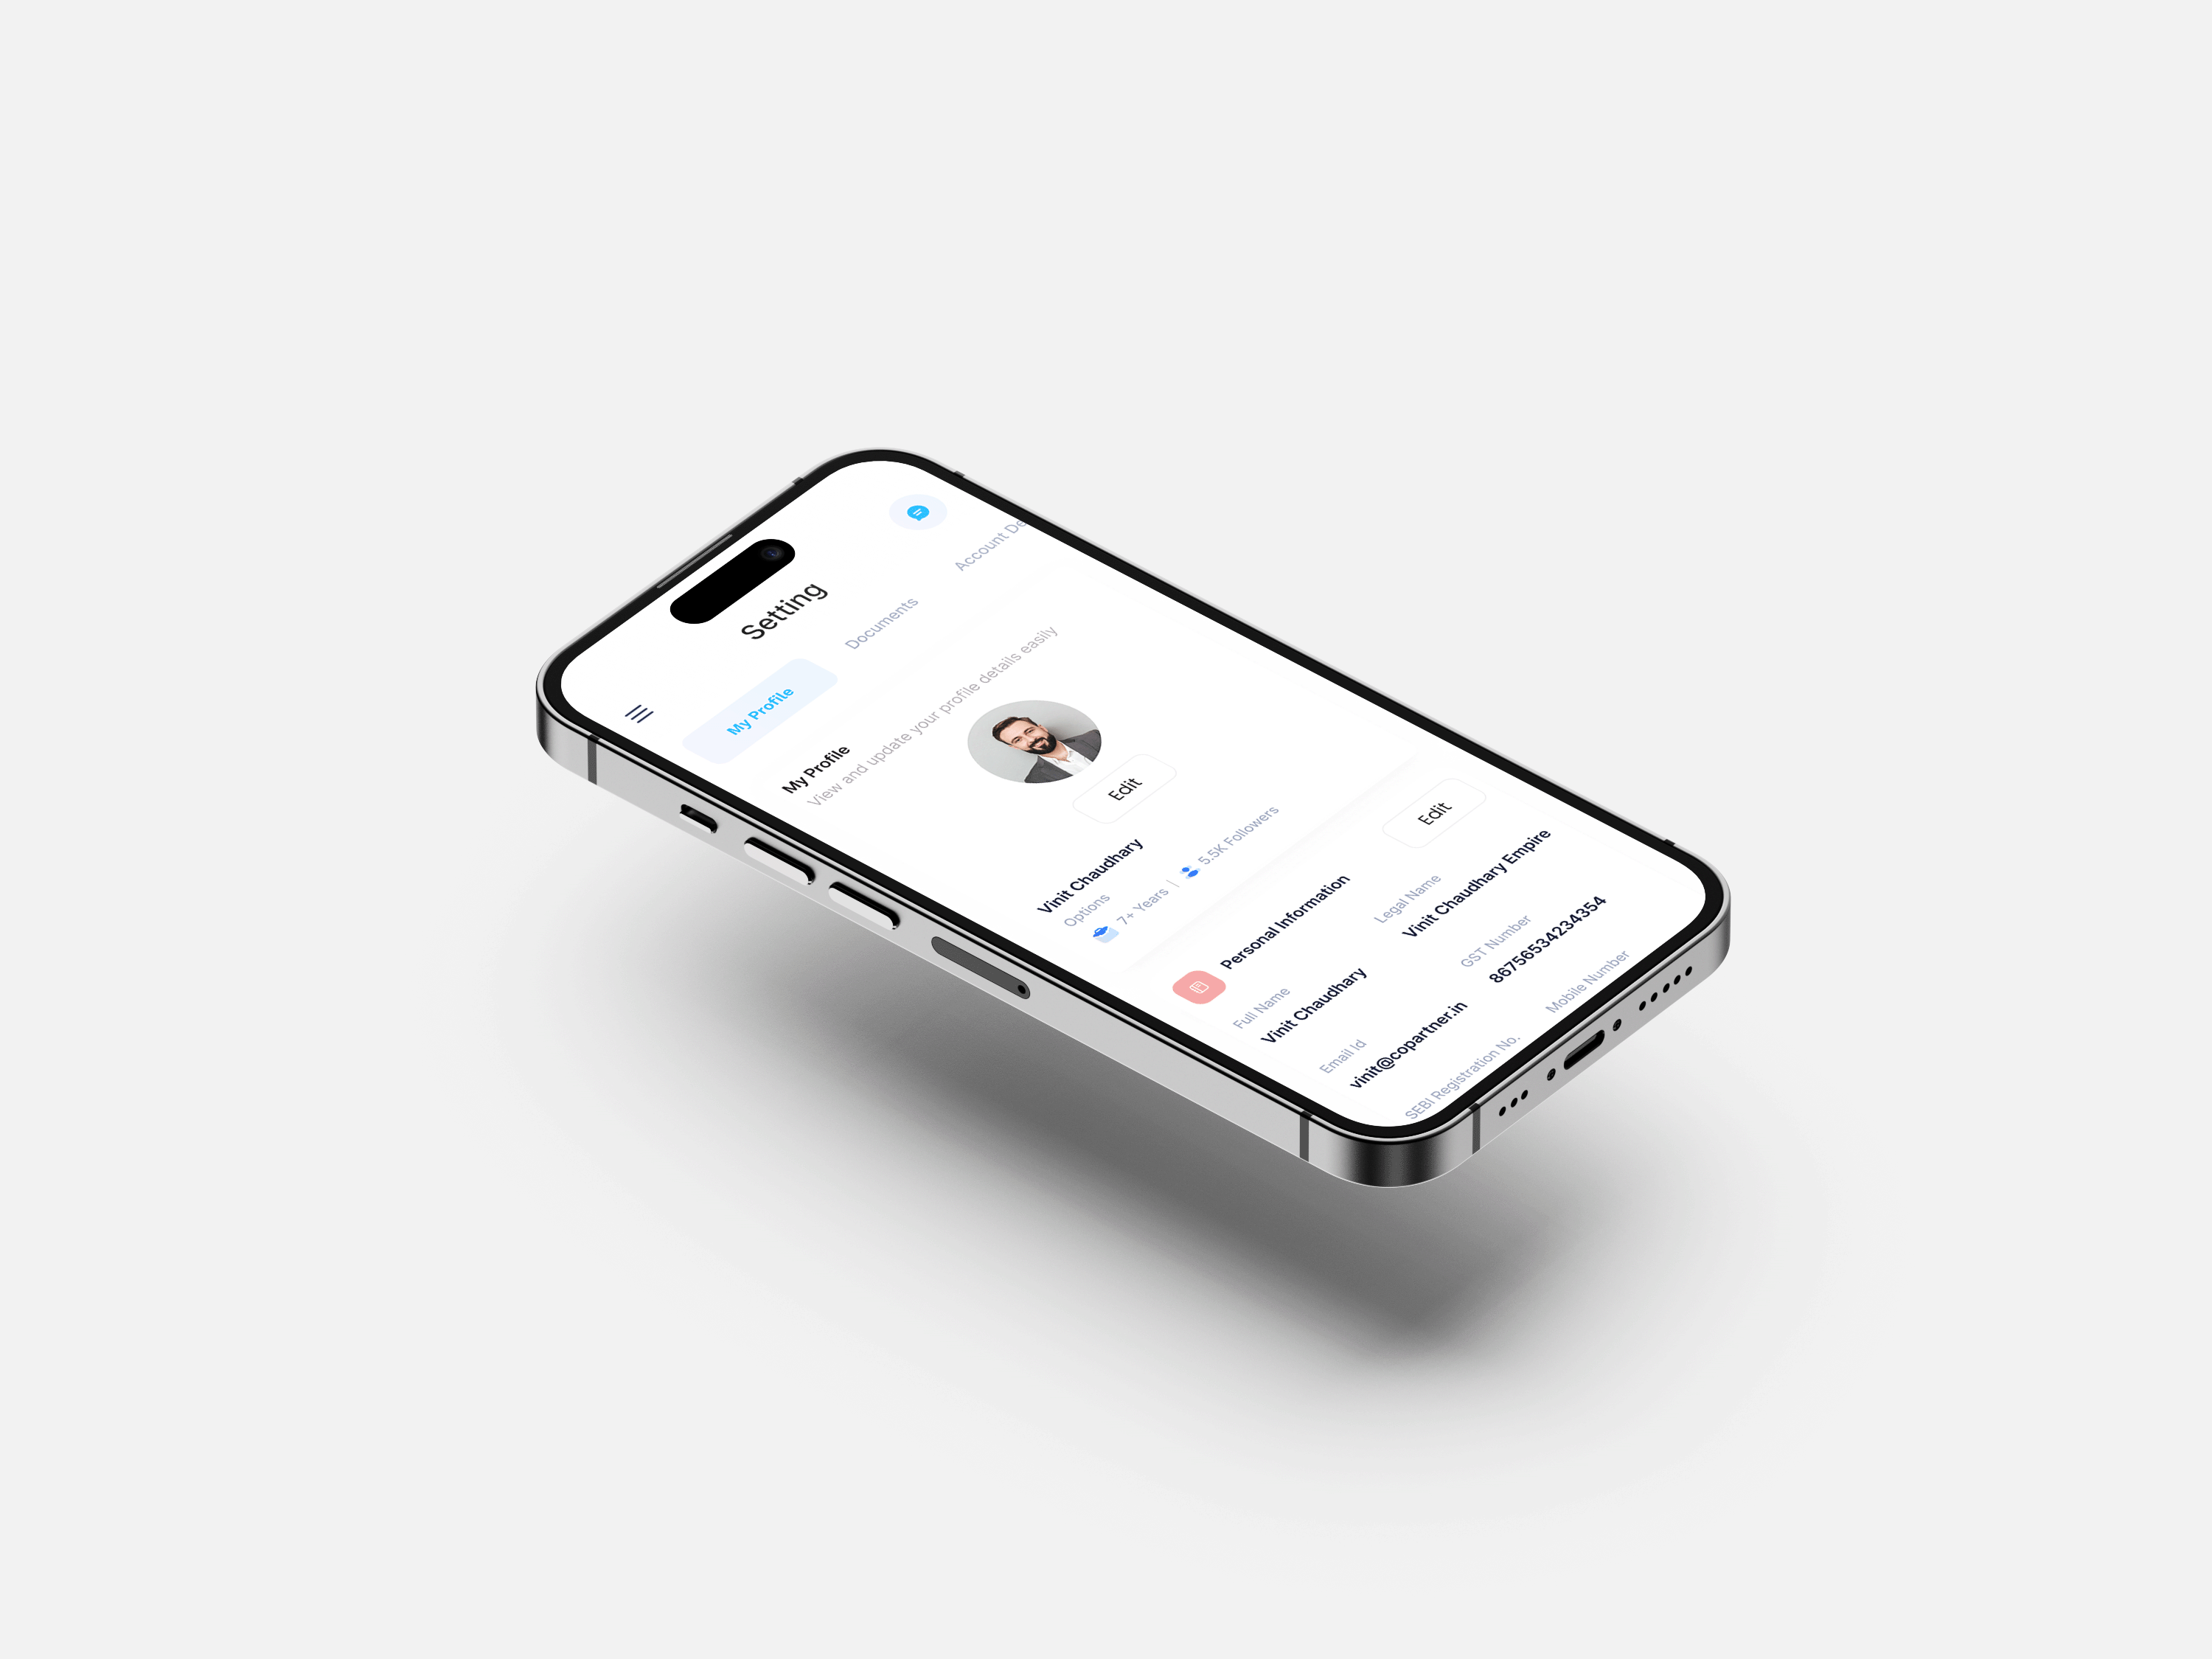 Setting
My Profile
Documents
Account De
My Profile
View and update your profile details easily
Edit
Vinit Chaudhary
Options
7+ Years | 5.5K Followers
Edit
Personal Information
Full Name
Legal Name
Vinit Chaudhary
Vinit Chaudhary Empire
Email Id
GST Number
vinit@copartner.in
86756534234354
SEBI Registration No.
Mobile Number